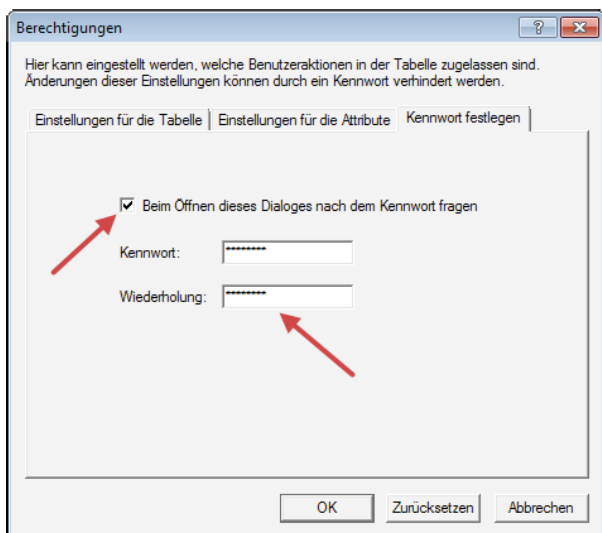 Berechtigungen
Hier kann eingestellt werden, welche Benutzeraktionen in der Tabelle zugelassen sind.
Änderungen dieser Einstellungen können durch ein Kennwort verhindert werden.
Einstellungen für die Tabelle Einstellungen für die Attribute Kennwort festlegen
Beim Öffnen dieses Dialoges nach dem Kennwort fragen
Kennwort: ********
Wiederholung: ********
OK Zurücksetzen Abbrechen